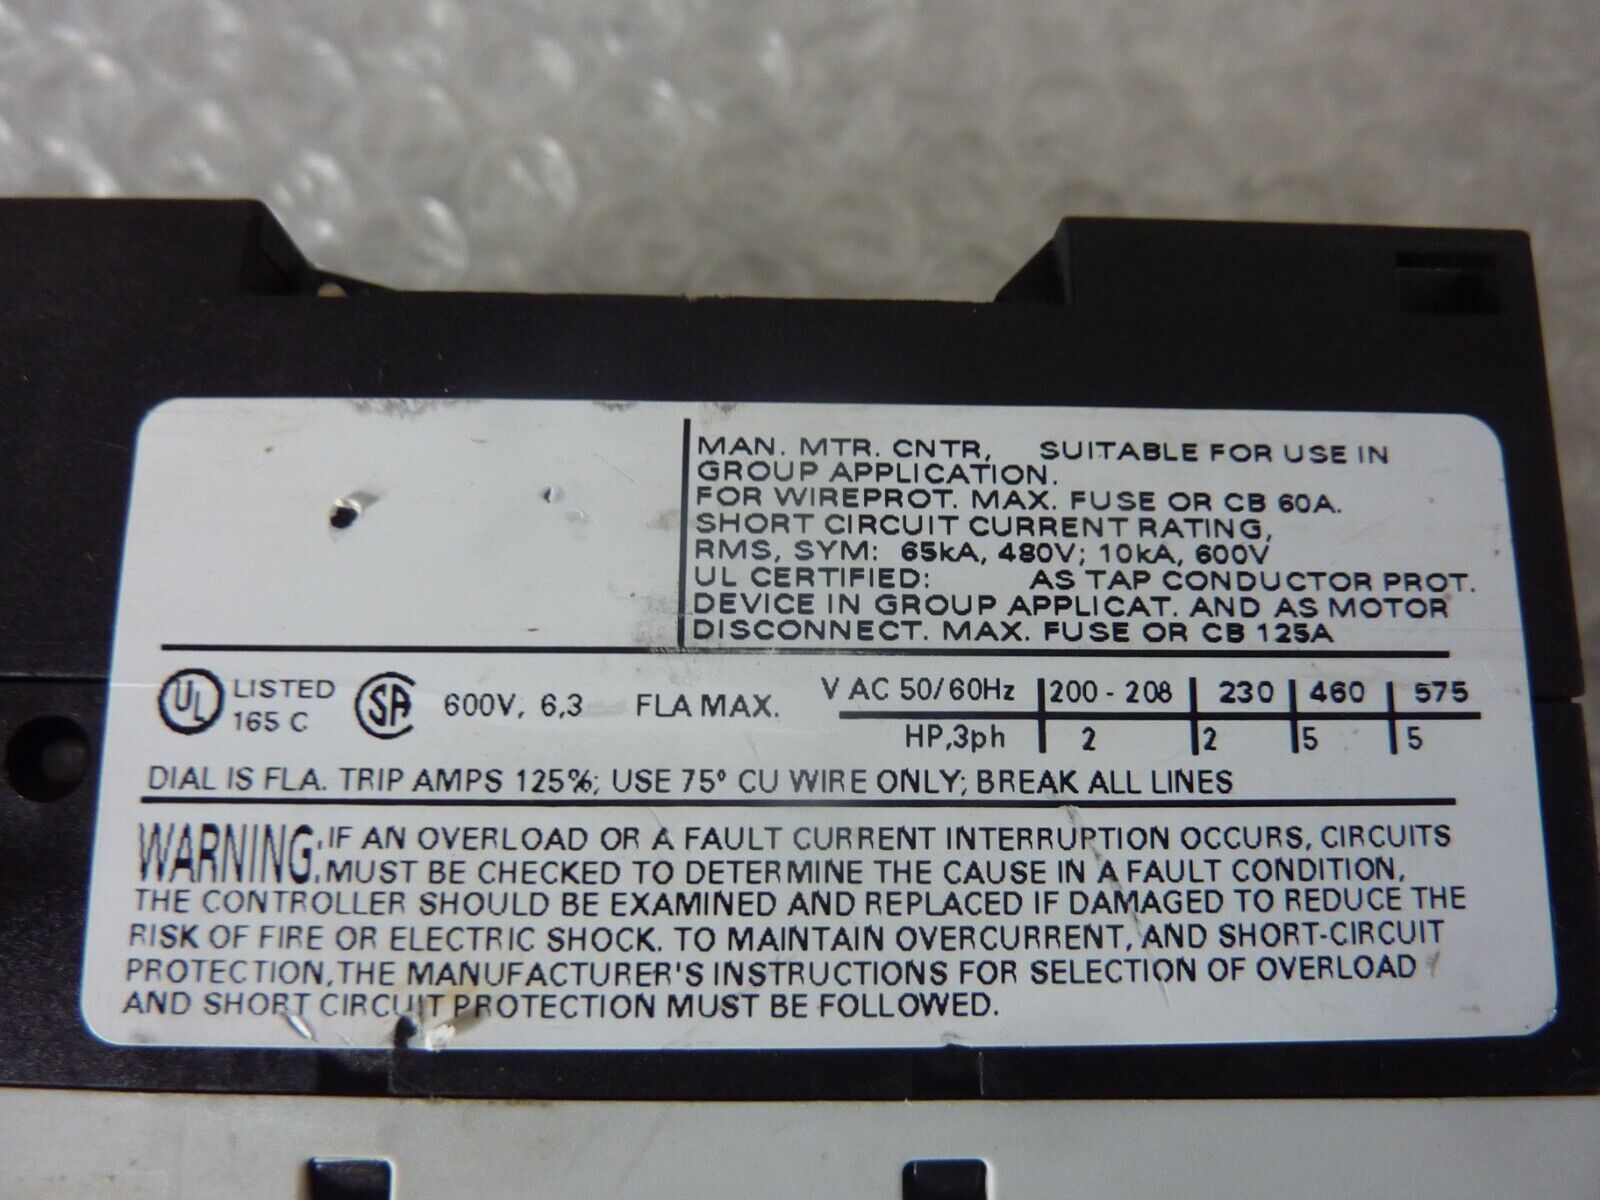 MAN. MTR. CNTR, SUITABLE FOR USE IN
GROUP APPLICATION.
FOR WIREPROT. MAX. FUSE OR CB 60A.
SHORT CIRCUIT CURRENT RATING,
RMS, SYM: 65kA, 480V; 10kA, 600V
UL CERTIFIED: AS TAP CONDUCTOR PROT.
DEVICE IN GROUP APPLICAT. AND AS MOTOR
DISCONNECT. MAX. FUSE OR CB 125A
UL LISTED 165 C SA 600V, 6,3 FLA MAX.
V AC 50/60Hz 200 - 208 230 460 575
HP,3ph 2 2 5 5
DIAL IS FLA. TRIP AMPS 125%; USE 75° CU WIRE ONLY; BREAK ALL LINES
WARNING: IF AN OVERLOAD OR A FAULT CURRENT INTERRUPTION OCCURS, CIRCUITS
MUST BE CHECKED TO DETERMINE THE CAUSE IN A FAULT CONDITION,
THE CONTROLLER SHOULD BE EXAMINED AND REPLACED IF DAMAGED TO REDUCE THE
RISK OF FIRE OR ELECTRIC SHOCK. TO MAINTAIN OVERCURRENT, AND SHORT-CIRCUIT
PROTECTION, THE MANUFACTURER'S INSTRUCTIONS FOR SELECTION OF OVERLOAD
AND SHORT CIRCUIT PROTECTION MUST BE FOLLOWED.